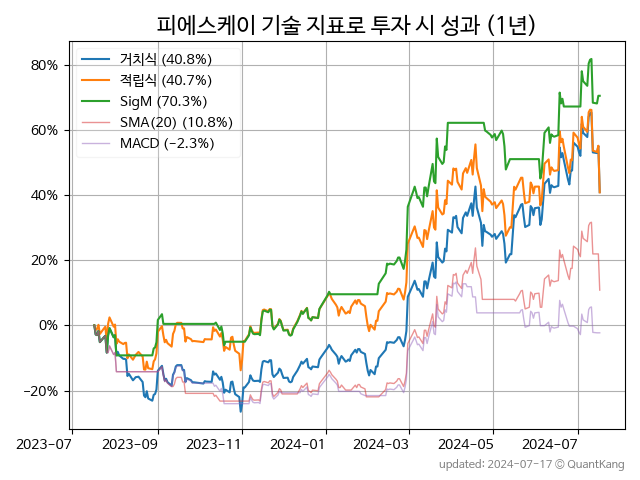 피에스케이 기술 지표로 투자 시 성과 (1년)
거치식 (40.8%)
적립식 (40.7%)
SigM (70.3%)
SMA(20) (10.8%)
MACD (−2.3%)
80%
60%
40%
20%
0%
−20%
2023-07 2023-09 2023-11 2024-01 2024-03 2024-05 2024-07
updated: 2024-07-17 © QuantKang